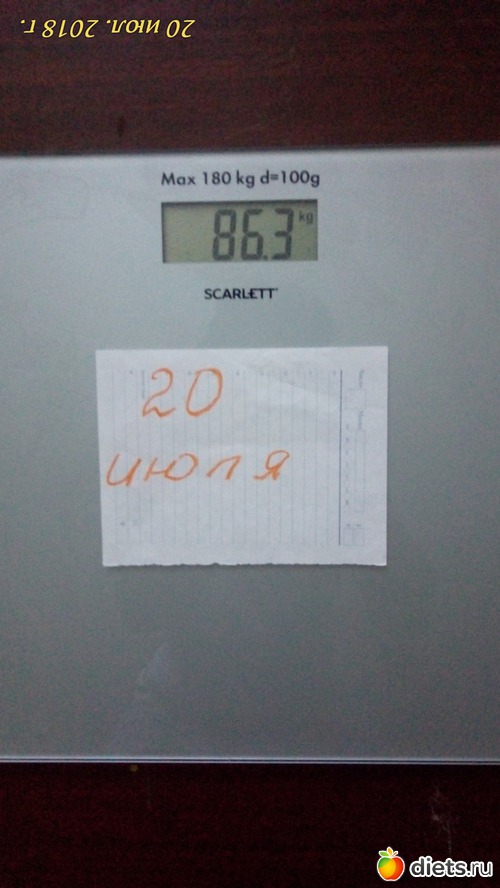 20 июл. 2018 г.
Max 180 kg d=100g
86.3 kg
SCARLETT
20
июля
diets.ru